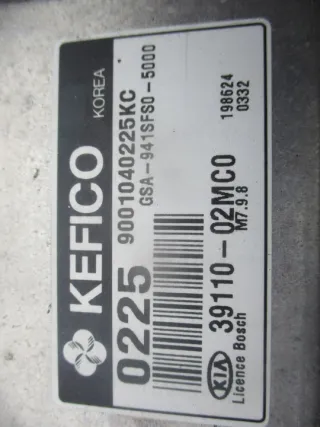 KEFICO KOREA
0225 9001040225KC
GSA-941SFS0-5000
KIA 39110-02MC0 198624
Licence Bosch M7.9.8 0332